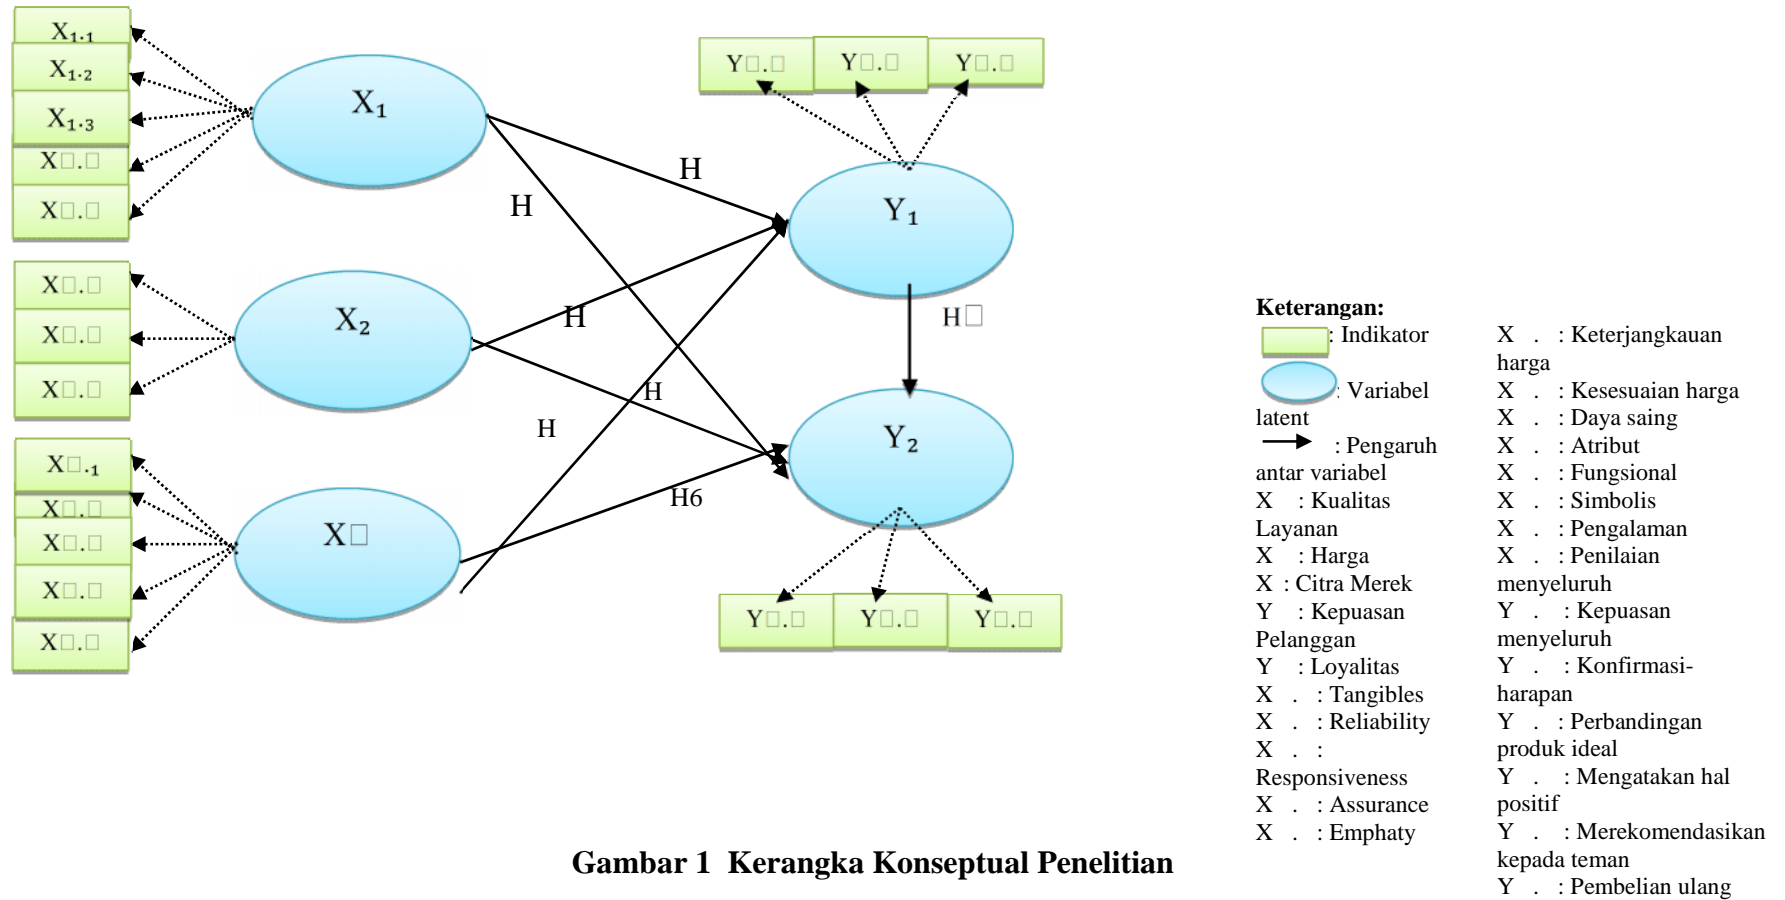 X₁.₁
X₁.₂
X₁.₃
X□.□
X□.□
X₁
Y□.□ Y□.□ Y□.□
H
H
Y₁
X□.□
X□.□
X□.□
X₂
H
H□
H
H
Y₂
X□.₁
X□.□
X□.□
X□.□
X□.□
X□
H6
Y□.□ Y□.□ Y□.□
Keterangan:
: Indikator
: Variabel
latent
: Pengaruh
antar variabel
X : Kualitas
Layanan
X : Harga
X : Citra Merek
Y : Kepuasan
Pelanggan
Y : Loyalitas
X . : Tangibles
X . : Reliability
X . :
Responsiveness
X . : Assurance
X . : Emphaty
X . : Keterjangkauan
harga
X . : Kesesuaian harga
X . : Daya saing
X . : Atribut
X . : Fungsional
X . : Simbolis
X . : Pengalaman
X . : Penilaian
menyeluruh
Y . : Kepuasan
menyeluruh
Y . : Konfirmasi-
harapan
Y . : Perbandingan
produk ideal
Y . : Mengatakan hal
positif
Y . : Merekomendasikan
kepada teman
Y . : Pembelian ulang
Gambar 1 Kerangka Konseptual Penelitian